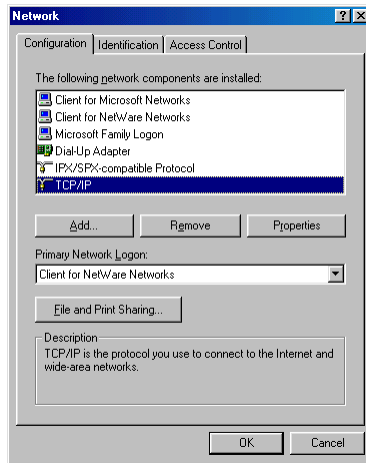 Network
Configuration Identification Access Control
The following network components are installed:
Client for Microsoft Networks
Client for NetWare Networks
Microsoft Family Logon
Dial-Up Adapter
IPX/SPX-compatible Protocol
TCP/IP
Add... Remove Properties
Primary Network Logon:
Client for NetWare Networks
File and Print Sharing...
Description
TCP/IP is the protocol you use to connect to the Internet and
wide-area networks.
OK Cancel